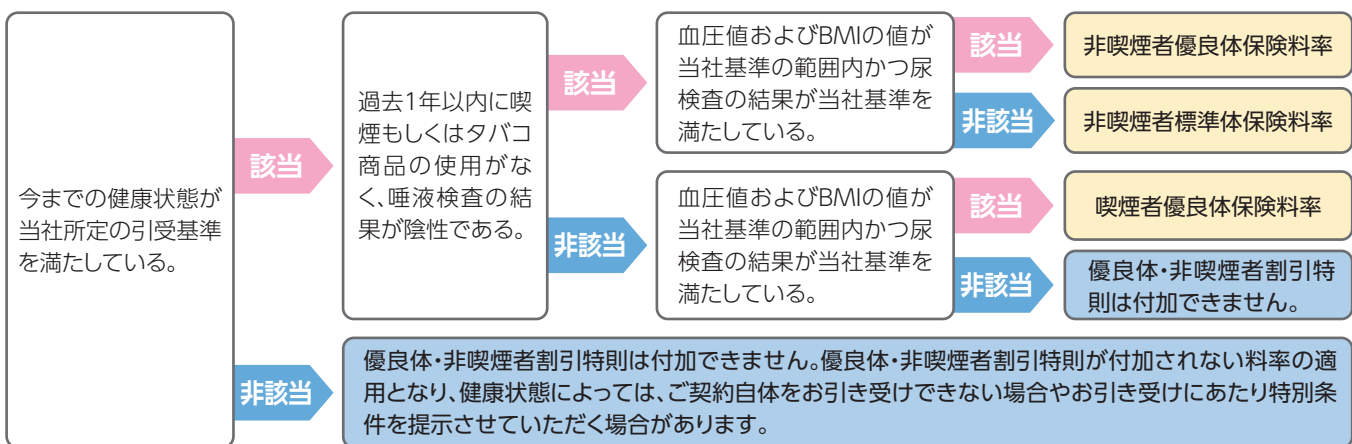 今までの健康状態が
当社所定の引受基準
を満たしている。
該当
過去1年以内に喫
煙もしくはタバコ
商品の使用がな
く、唾液検査の結
果が陰性である。
該当
血圧値およびBMIの値が
当社基準の範囲内かつ尿
検査の結果が当社基準を
満たしている。
該当
非喫煙者優良体保険料率
非該当
非喫煙者標準体保険料率
非該当
血圧値およびBMIの値が
当社基準の範囲内かつ尿
検査の結果が当社基準を
満たしている。
該当
喫煙者優良体保険料率
非該当
優良体・非喫煙者割引特
則は付加できません。
非該当
優良体・非喫煙者割引特則は付加できません。優良体・非喫煙者割引特則が付加されない料率の適
用となり、健康状態によっては、ご契約自体をお引き受けできない場合やお引き受けにあたり特別条
件を提示させていただく場合があります。